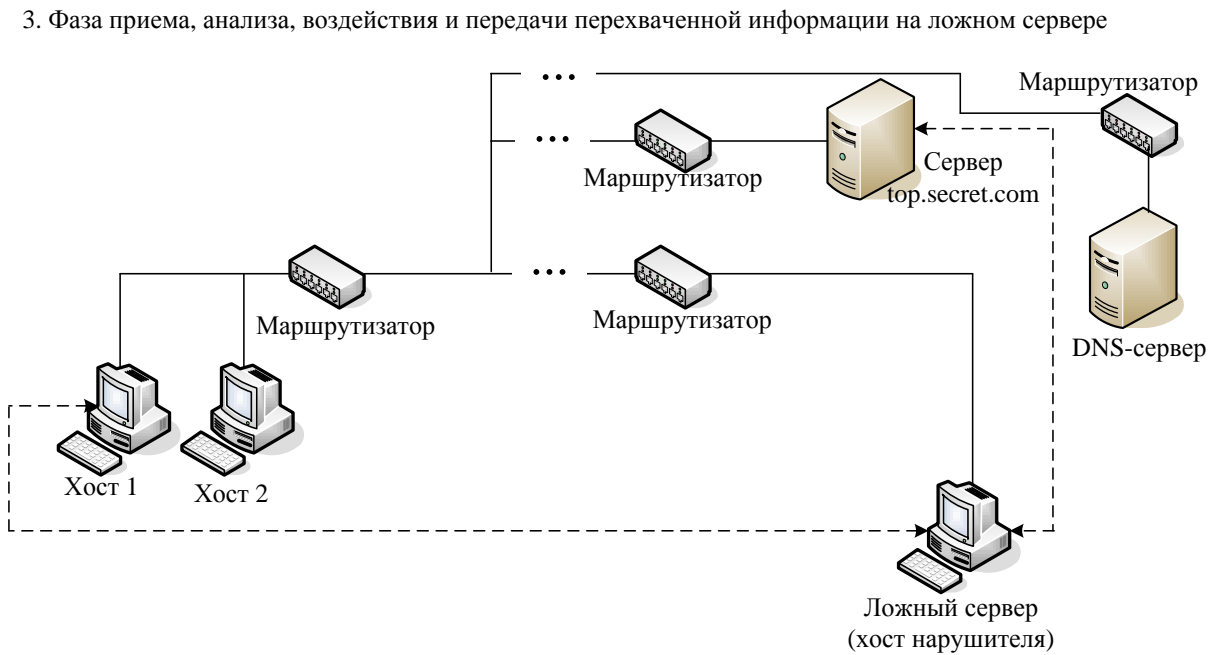 3. Фаза приема, анализа, воздействия и передачи перехваченной информации на ложном сервере
Маршрутизатор
Сервер
top.secret.com
Маршрутизатор
Маршрутизатор
Маршрутизатор
DNS-сервер
Хост 1
Хост 2
Ложный сервер
(хост нарушителя)